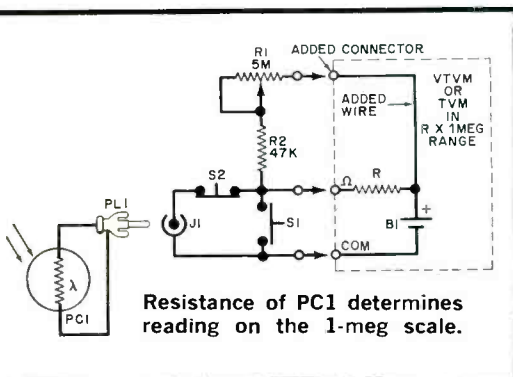 R1
5M
ADDED CONNECTOR
ADDED
WIRE
VTVM
OR
TVM
IN
R X 1MEG
RANGE
R2
47K
S2
Ω
R
PL1
J1
S1
+
B1
COM
λ
PC1
Resistance of PC1 determines
reading on the 1-meg scale.